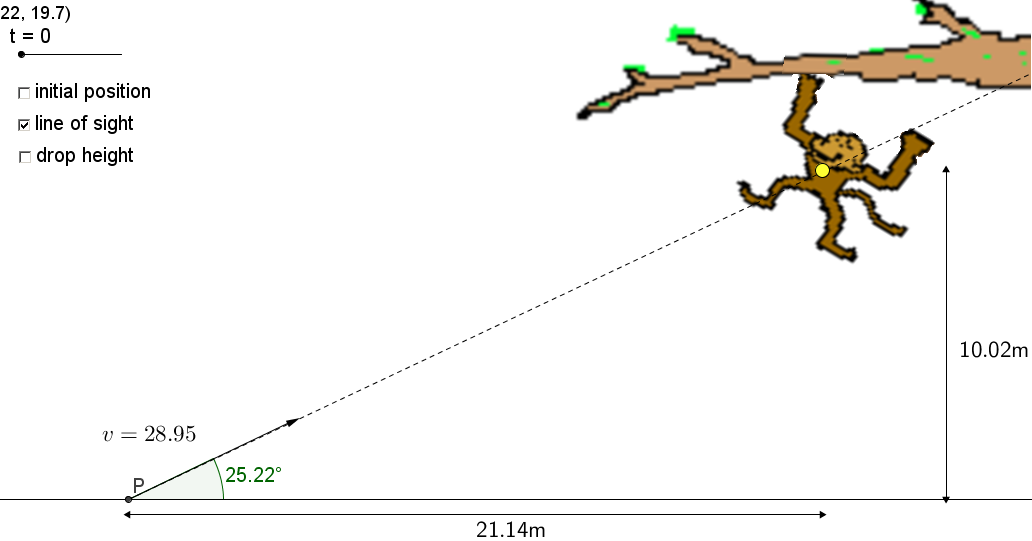 22, 19.7)
t = 0
initial position
line of sight
drop height
10.02m
v = 28.95
P
25.22°
21.14m